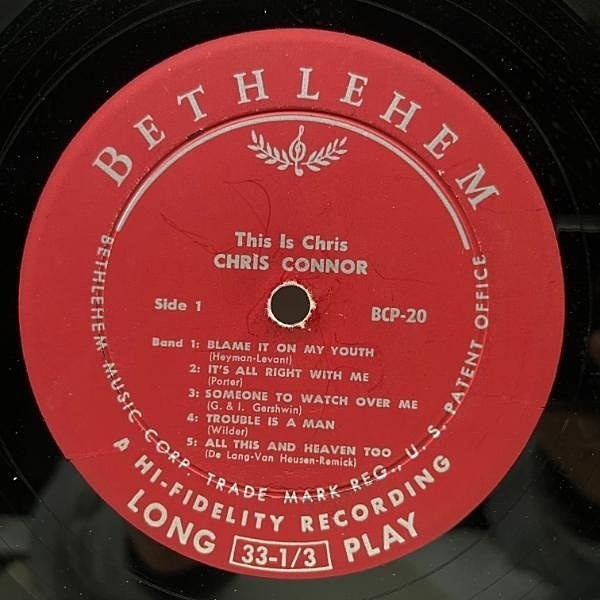 BETHLEHEM
This Is Chris
CHRIS CONNOR
Side 1
BCP-20
Band 1: BLAME IT ON MY YOUTH
(Heyman-Levant)
2: IT'S ALL RIGHT WITH ME
(Porter)
3: SOMEONE TO WATCH OVER ME
(G. & I. Gershwin)
4: TROUBLE IS A MAN
(Wilder)
5: ALL THIS AND HEAVEN TOO
(De Lang-Van Heusen-Remick)
BETHLEHEM MUSIC CORP. TRADE MARK REG., U. S. PATENT OFFICE
A HI-FIDELITY RECORDING
LONG 33-1/3 PLAY